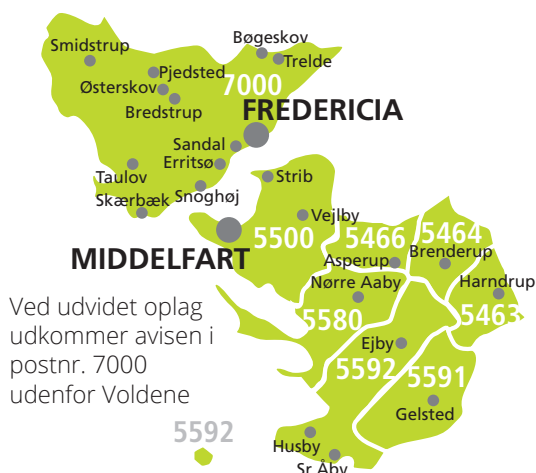 Bøgeskov
Smidstrup
Trelde
Pjedsted
7000
Østerskov
Bredstrup
FREDERICIA
Sandal
Erritsø
Taulov
Strib
Skærbæk
Snoghøj
Vejlby
5500
5466
5464
MIDDELFART
Asperup
Brenderup
Nørre Aaby
Harndrup
Ved udvidet oplag
udkommer avisen i
postnr. 7000
udenfor Voldene
5580
5463
Ejby
5592
5591
Gelsted
5592
Husby
Sr. Åby